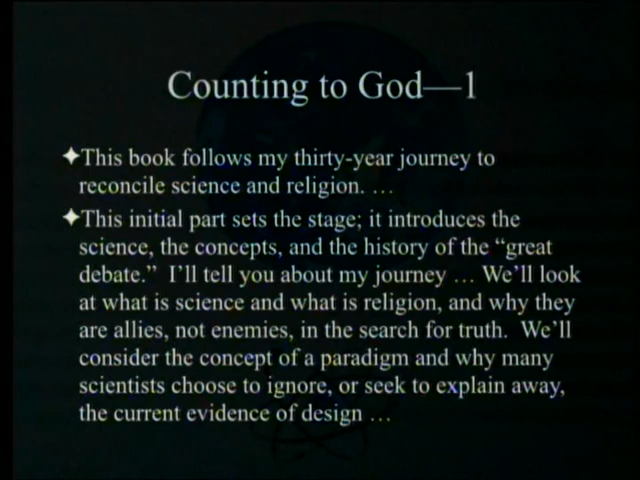 Counting to God—1
✦This book follows my thirty-year journey to
reconcile science and religion. …
✦This initial part sets the stage; it introduces the
science, the concepts, and the history of the “great
debate.”  I’ll tell you about my journey … We’ll look
at what is science and what is religion, and why they
are allies, not enemies, in the search for truth.  We’ll
consider the concept of a paradigm and why many
scientists choose to ignore, or seek to explain away,
the current evidence of design …